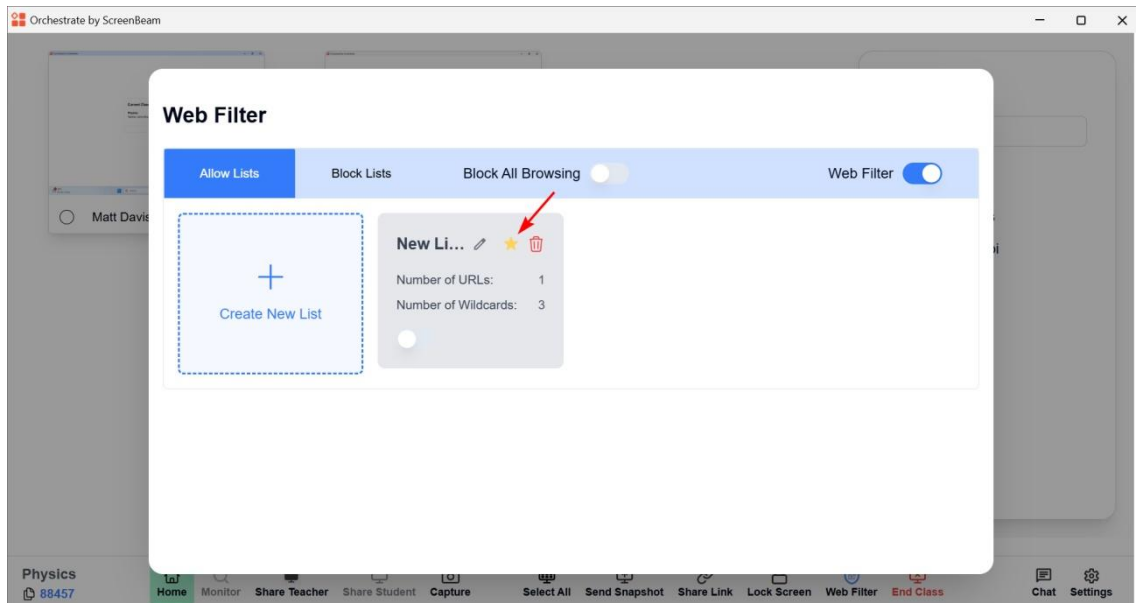 Orchestrate by ScreenBeam
Web Filter
Allow Lists
Block Lists
Block All Browsing
Web Filter
New Li...
Number of URLs: 1
Number of Wildcards: 3
Create New List
Matt Davis
Physics
88457
Home
Monitor
Share Teacher
Share Student
Capture
Select All
Send Snapshot
Share Link
Lock Screen
Web Filter
End Class
Chat
Settings